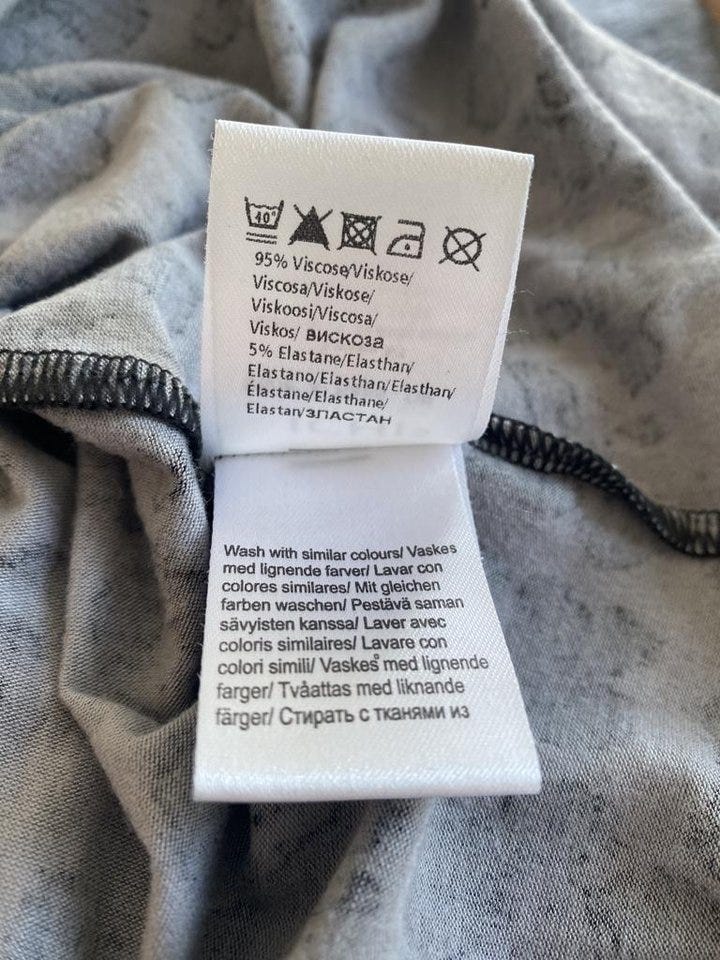 40°
95% Viscose/Viskose/
Viscosa/Viskose/
Viskoosi/Viscosa/
Viskos/ ВИСКОЗА
5% Elastane/Elasthan/
Elastano/Elasthan/Elasthan/
Élastane/Elasthane/
Elastan/ЗПАСТАН
Wash with similar colours/ Vaskes
med lignende farver/ Lavar con
colores similares/ Mit gleichen
farben waschen/ Pestävä saman
sävyisten kanssa/ Laver avec
coloris similaires/ Lavare con
colori simili/ Vaskes med lignende
farger/ Tvåattas med liknande
färger/ Стирать с тканями из